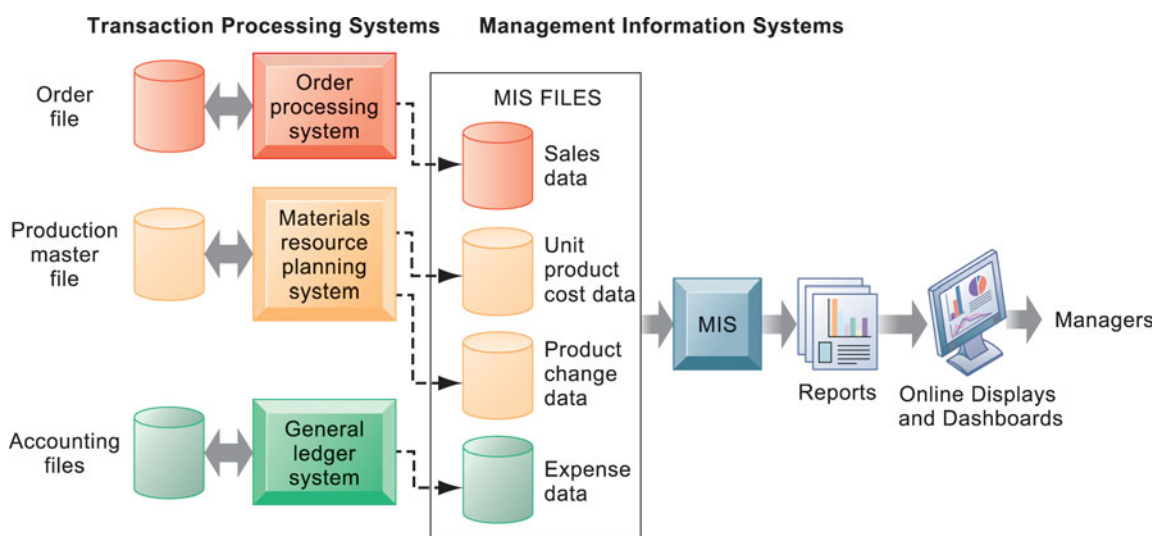 Transaction Processing Systems
Management Information Systems
Order
file
Order
processing
system
MIS FILES
Sales
data
Production
master
file
Materials
resource
planning
system
Unit
product
cost data
Product
change
data
Accounting
files
General
ledger
system
Expense
data
MIS
Reports
Online Displays
and Dashboards
Managers